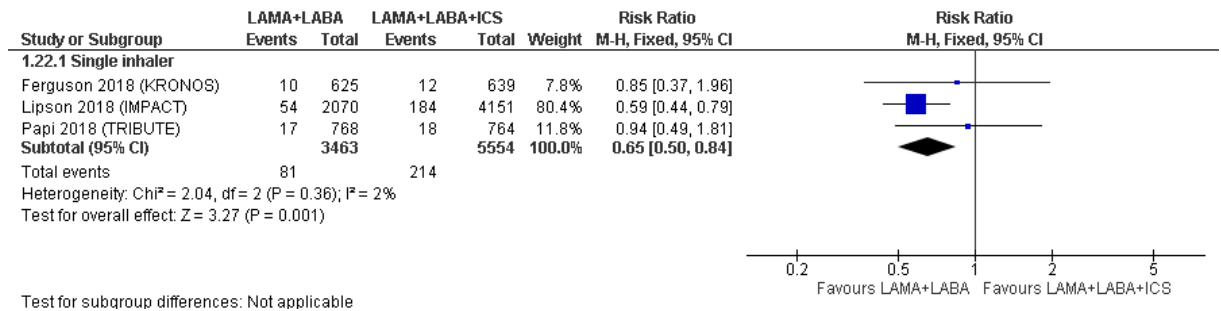 LAMA+LABA LAMA+LABA+ICS Risk Ratio Risk Ratio
Study or Subgroup Events Total Events Total Weight M-H, Fixed, 95% CI M-H, Fixed, 95% CI
1.22.1 Single inhaler
Ferguson 2018 (KRONOS) 10 625 12 639 7.8% 0.85 [0.37, 1.96]
Lipson 2018 (IMPACT) 54 2070 184 4151 80.4% 0.59 [0.44, 0.79]
Papi 2018 (TRIBUTE) 17 768 18 764 11.8% 0.94 [0.49, 1.81]
Subtotal (95% CI) 3463 5554 100.0% 0.65 [0.50, 0.84]
Total events 81 214
Heterogeneity: Chi² = 2.04, df = 2 (P = 0.36); I² = 2%
Test for overall effect: Z = 3.27 (P = 0.001)
0.2 0.5 1 2 5
Favours LAMA+LABA Favours LAMA+LABA+ICS
Test for subgroup differences: Not applicable